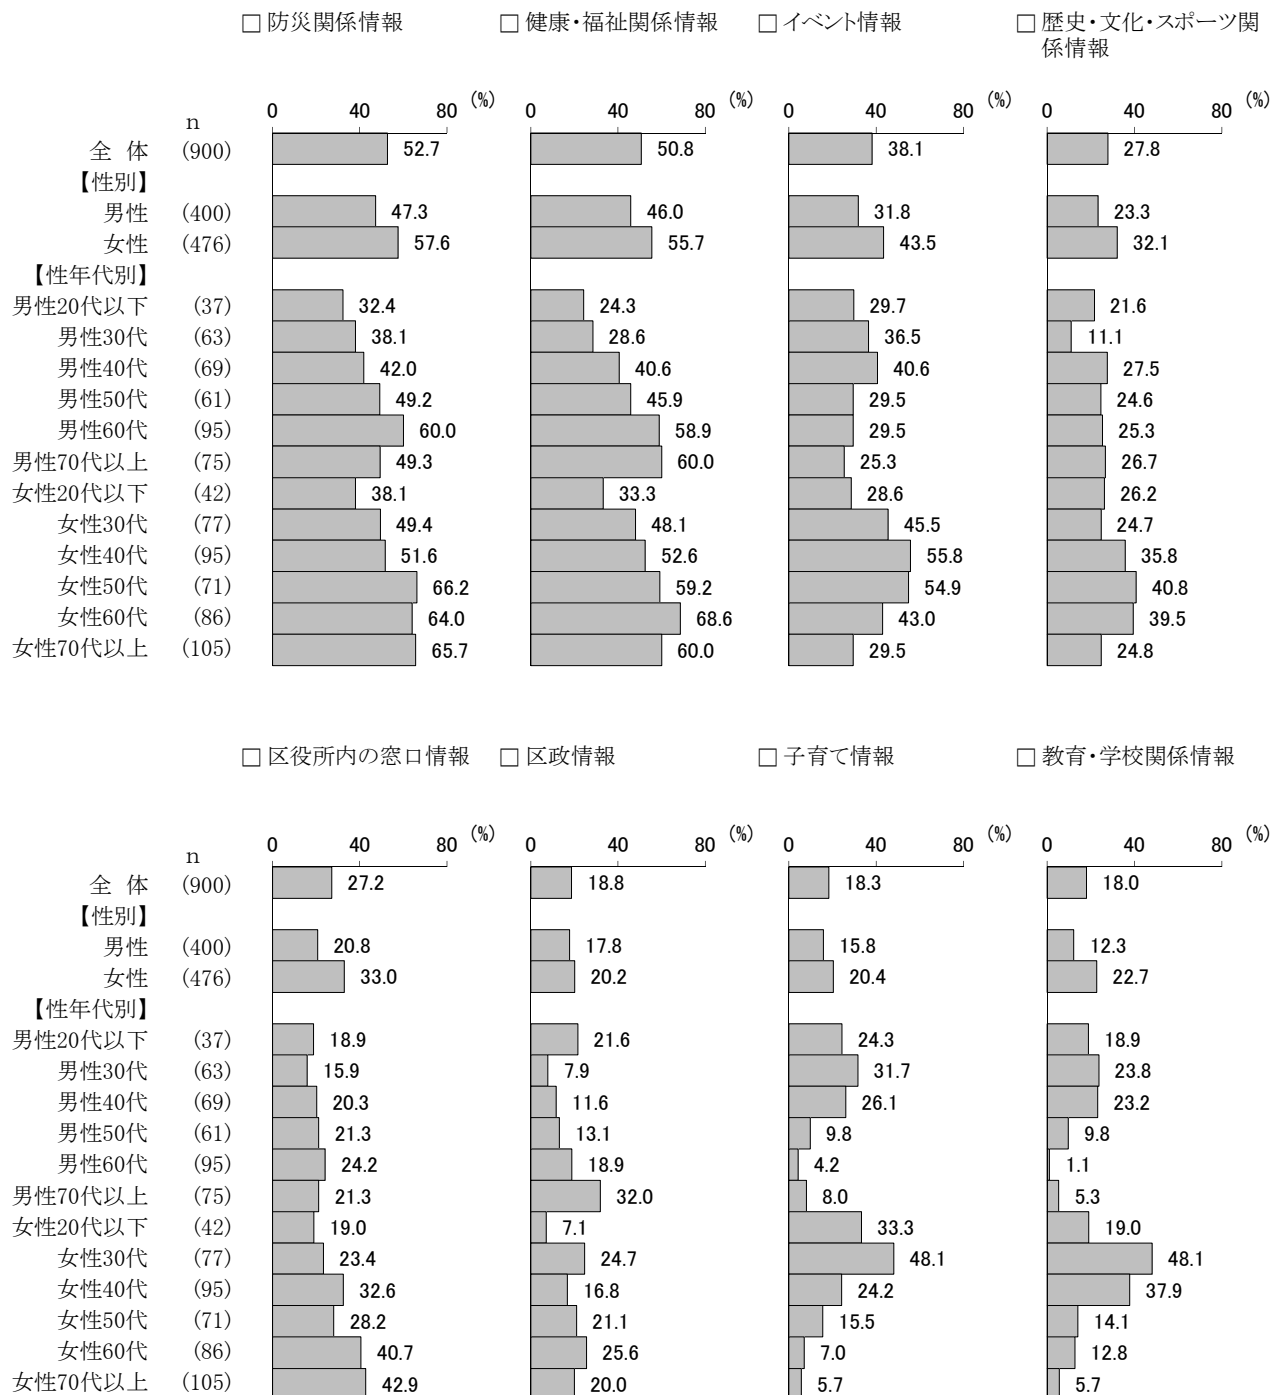 □ 防災関係情報 □ 健康・福祉関係情報 □ イベント情報 □ 歴史・文化・スポーツ関
係情報
0 40 80 (%) 0 40 80 (%) 0 40 80 (%) 0 40 80 (%)
n
全 体 (900) 52.7 50.8 38.1 27.8
【性別】
男性 (400) 47.3 46.0 31.8 23.3
女性 (476) 57.6 55.7 43.5 32.1
【性年代別】
男性20代以下 (37) 32.4 24.3 29.7 21.6
男性30代 (63) 38.1 28.6 36.5 11.1
男性40代 (69) 42.0 40.6 40.6 27.5
男性50代 (61) 49.2 45.9 29.5 24.6
男性60代 (95) 60.0 58.9 29.5 25.3
男性70代以上 (75) 49.3 60.0 25.3 26.7
女性20代以下 (42) 38.1 33.3 28.6 26.2
女性30代 (77) 49.4 48.1 45.5 24.7
女性40代 (95) 51.6 52.6 55.8 35.8
女性50代 (71) 66.2 59.2 54.9 40.8
女性60代 (86) 64.0 68.6 43.0 39.5
女性70代以上 (105) 65.7 60.0 29.5 24.8
□ 区役所内の窓口情報 □ 区政情報 □ 子育て情報 □ 教育・学校関係情報
0 40 80 (%) 0 40 80 (%) 0 40 80 (%) 0 40 80 (%)
n
全 体 (900) 27.2 18.8 18.3 18.0
【性別】
男性 (400) 20.8 17.8 15.8 12.3
女性 (476) 33.0 20.2 20.4 22.7
【性年代別】
男性20代以下 (37) 18.9 21.6 24.3 18.9
男性30代 (63) 15.9 7.9 31.7 23.8
男性40代 (69) 20.3 11.6 26.1 23.2
男性50代 (61) 21.3 13.1 9.8 9.8
男性60代 (95) 24.2 18.9 4.2 1.1
男性70代以上 (75) 21.3 32.0 8.0 5.3
女性20代以下 (42) 19.0 7.1 33.3 19.0
女性30代 (77) 23.4 24.7 48.1 48.1
女性40代 (95) 32.6 16.8 24.2 37.9
女性50代 (71) 28.2 21.1 15.5 14.1
女性60代 (86) 40.7 25.6 7.0 12.8
女性70代以上 (105) 42.9 20.0 5.7 5.7